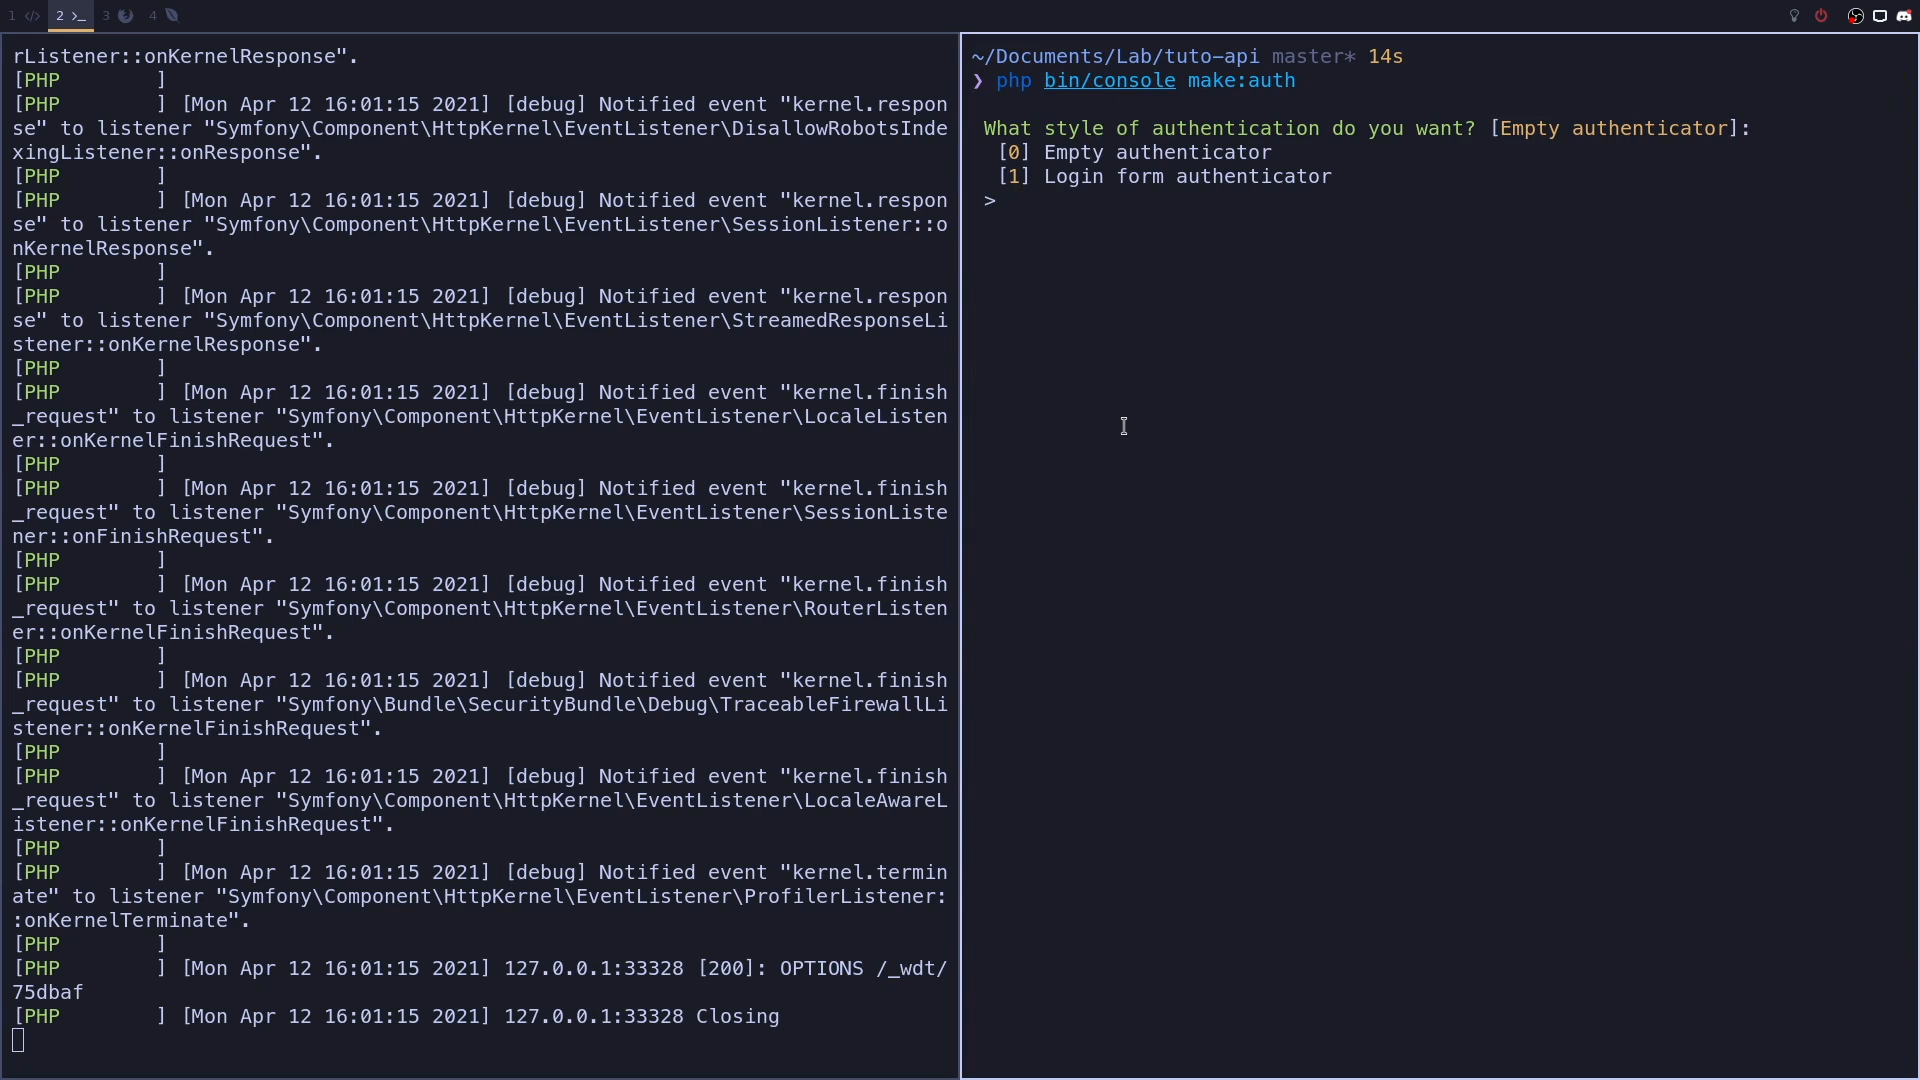 1 </> 2 >_ 3 4
rListener::onKernelResponse".
[PHP        ]
[PHP        ] [Mon Apr 12 16:01:15 2021] [debug] Notified event "kernel.respon
se" to listener "Symfony\Component\HttpKernel\EventListener\DisallowRobotsInde
xingListener::onResponse".
[PHP        ]
[PHP        ] [Mon Apr 12 16:01:15 2021] [debug] Notified event "kernel.respon
se" to listener "Symfony\Component\HttpKernel\EventListener\SessionListener::o
nKernelResponse".
[PHP        ]
[PHP        ] [Mon Apr 12 16:01:15 2021] [debug] Notified event "kernel.respon
se" to listener "Symfony\Component\HttpKernel\EventListener\StreamedResponseLi
stener::onKernelResponse".
[PHP        ]
[PHP        ] [Mon Apr 12 16:01:15 2021] [debug] Notified event "kernel.finish
_request" to listener "Symfony\Component\HttpKernel\EventListener\LocaleListen
er::onKernelFinishRequest".
[PHP        ]
[PHP        ] [Mon Apr 12 16:01:15 2021] [debug] Notified event "kernel.finish
_request" to listener "Symfony\Component\HttpKernel\EventListener\SessionListe
ner::onFinishRequest".
[PHP        ]
[PHP        ] [Mon Apr 12 16:01:15 2021] [debug] Notified event "kernel.finish
_request" to listener "Symfony\Component\HttpKernel\EventListener\RouterListen
er::onKernelFinishRequest".
[PHP        ]
[PHP        ] [Mon Apr 12 16:01:15 2021] [debug] Notified event "kernel.finish
_request" to listener "Symfony\Bundle\SecurityBundle\Debug\TraceableFirewallLi
stener::onKernelFinishRequest".
[PHP        ]
[PHP        ] [Mon Apr 12 16:01:15 2021] [debug] Notified event "kernel.finish
_request" to listener "Symfony\Component\HttpKernel\EventListener\LocaleAwareL
istener::onKernelFinishRequest".
[PHP        ]
[PHP        ] [Mon Apr 12 16:01:15 2021] [debug] Notified event "kernel.termin
ate" to listener "Symfony\Component\HttpKernel\EventListener\ProfilerListener:
:onKernelTerminate".
[PHP        ]
[PHP        ] [Mon Apr 12 16:01:15 2021] 127.0.0.1:33328 [200]: OPTIONS /_wdt/
75dbaf
[PHP        ] [Mon Apr 12 16:01:15 2021] 127.0.0.1:33328 Closing
~/Documents/Lab/tuto-api master* 14s
❯ php bin/console make:auth
What style of authentication do you want? [Empty authenticator]:
[0] Empty authenticator
[1] Login form authenticator
>